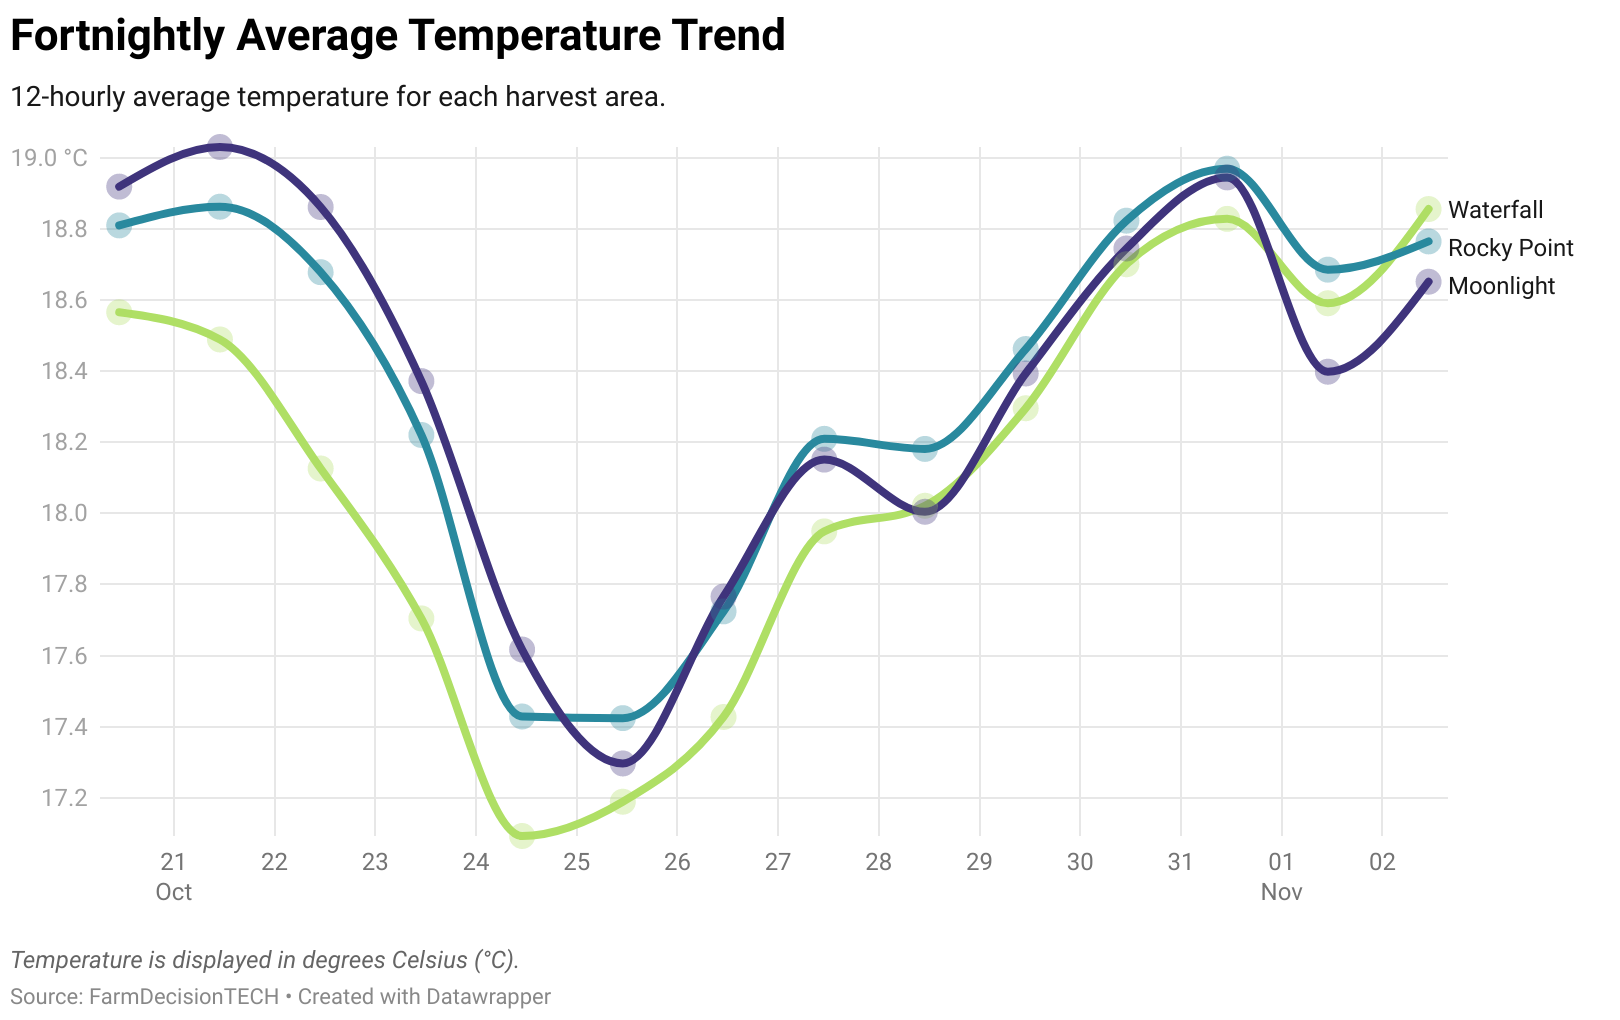 Fortnightly Average Temperature Trend
12-hourly average temperature for each harvest area.
19.0 °C
18.8
18.6
18.4
18.2
18.0
17.8
17.6
17.4
17.2
Waterfall
Rocky Point
Moonlight
21 22 23 24 25 26 27 28 29 30 31 01 02
Oct Nov
Temperature is displayed in degrees Celsius (°C).
Source: FarmDecisionTECH • Created with Datawrapper